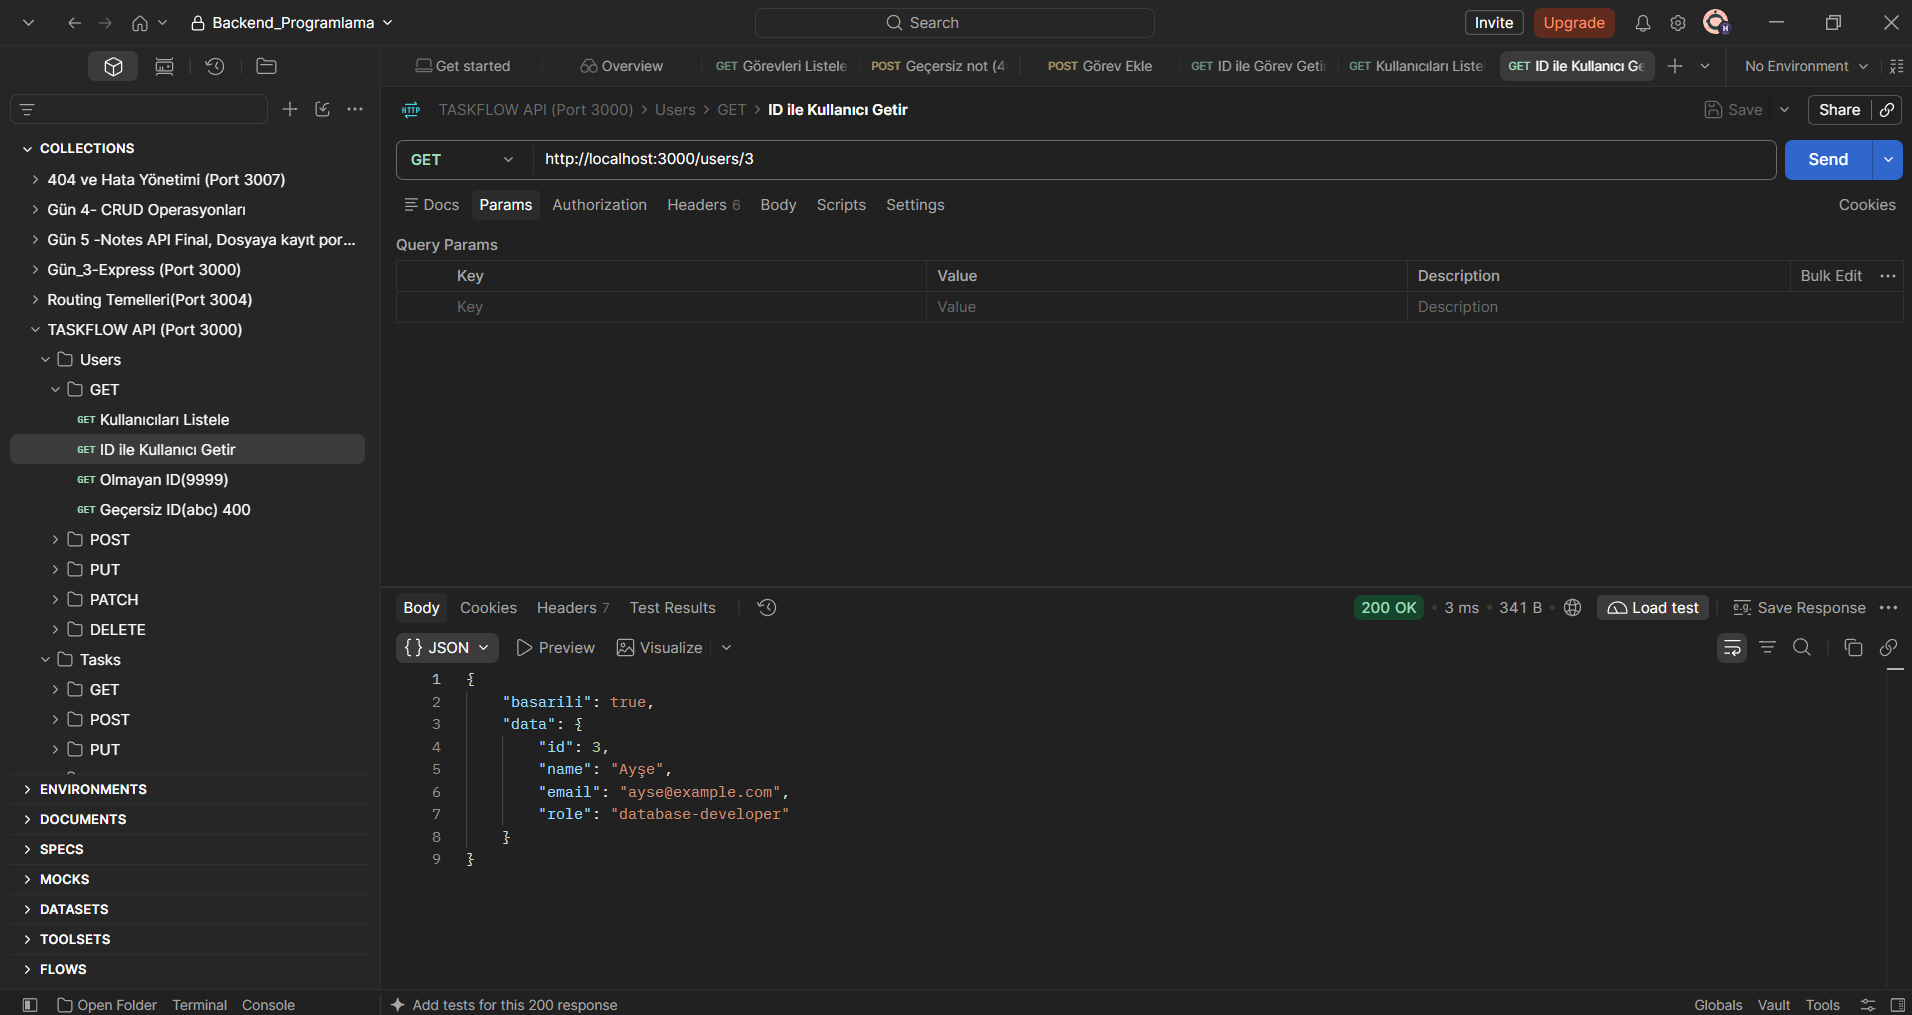 Backend_Programlama
Search
Invite
Upgrade
H
Get started
Overview
GET Görevleri Listele
POST Geçersiz not (4
POST Görev Ekle
GET ID ile Görev Geti
GET Kullanıcıları Liste
GET ID ile Kullanıcı Ge
No Environment
HTTP TASKFLOW API (Port 3000) > Users > GET > ID ile Kullanıcı Getir
Save
Share
GET
http://localhost:3000/users/3
Send
Docs
Params
Authorization
Headers 6
Body
Scripts
Settings
Cookies
Query Params
Key
Value
Description
Bulk Edit
Key
Value
Description
COLLECTIONS
404 ve Hata Yönetimi (Port 3007)
Gün 4- CRUD Operasyonları
Gün 5 -Notes API Final, Dosyaya kayıt por...
Gün_3-Express (Port 3000)
Routing Temelleri(Port 3004)
TASKFLOW API (Port 3000)
Users
GET
GET Kullanıcıları Listele
GET ID ile Kullanıcı Getir
GET Olmayan ID(9999)
GET Geçersiz ID(abc) 400
POST
PUT
PATCH
DELETE
Tasks
GET
POST
PUT
ENVIRONMENTS
DOCUMENTS
SPECS
MOCKS
DATASETS
TOOLSETS
FLOWS
Body
Cookies
Headers 7
Test Results
200 OK
3 ms
341 B
Load test
e.g. Save Response
{} JSON
Preview
Visualize
1 {
2 "basarili": true,
3 "data": {
4 "id": 3,
5 "name": "Ayşe",
6 "email": "ayse@example.com",
7 "role": "database-developer"
8 }
9 }
Open Folder
Terminal
Console
Add tests for this 200 response
Globals
Vault
Tools